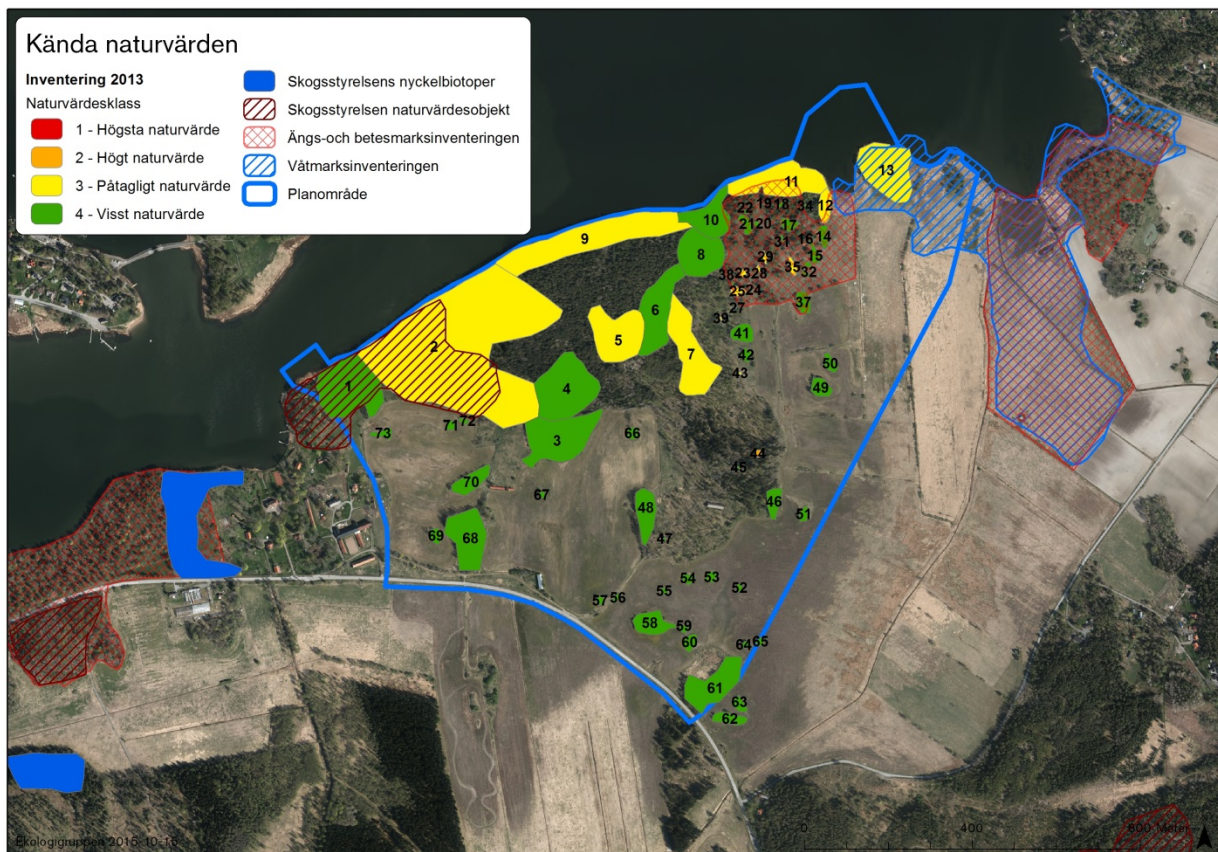 Kända naturvärden
Inventering 2013
Naturvärdesklass
1 - Högsta naturvärde
2 - Högt naturvärde
3 - Påtagligt naturvärde
4 - Visst naturvärde
Skogsstyrelsens nyckelbiotoper
Skogsstyrelsen naturvärdesobjekt
Ängs-och betesmarksinventeringen
Våtmarksinventeringen
Planområde
13
11
12
22 19 18 34
10
21 20 17
14
9
31 16
8
29 15
38 23 28 35 32
25 24
37
27
6
39
5
41
2
7
42
50
43
1
4
49
72
71
73
66
3
44
45
70
67
46
48
51
69 68
47
54 53
55 52
57 56
58 59
60 64 65
61
63
62
0 400 800 Meter
Ekologigruppen 2015-10-16